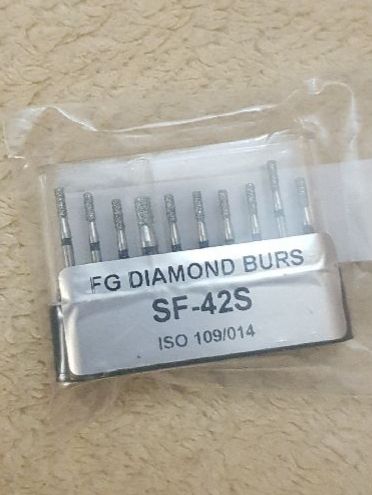 FG DIAMOND BURS
SF-42S
ISO 109/014